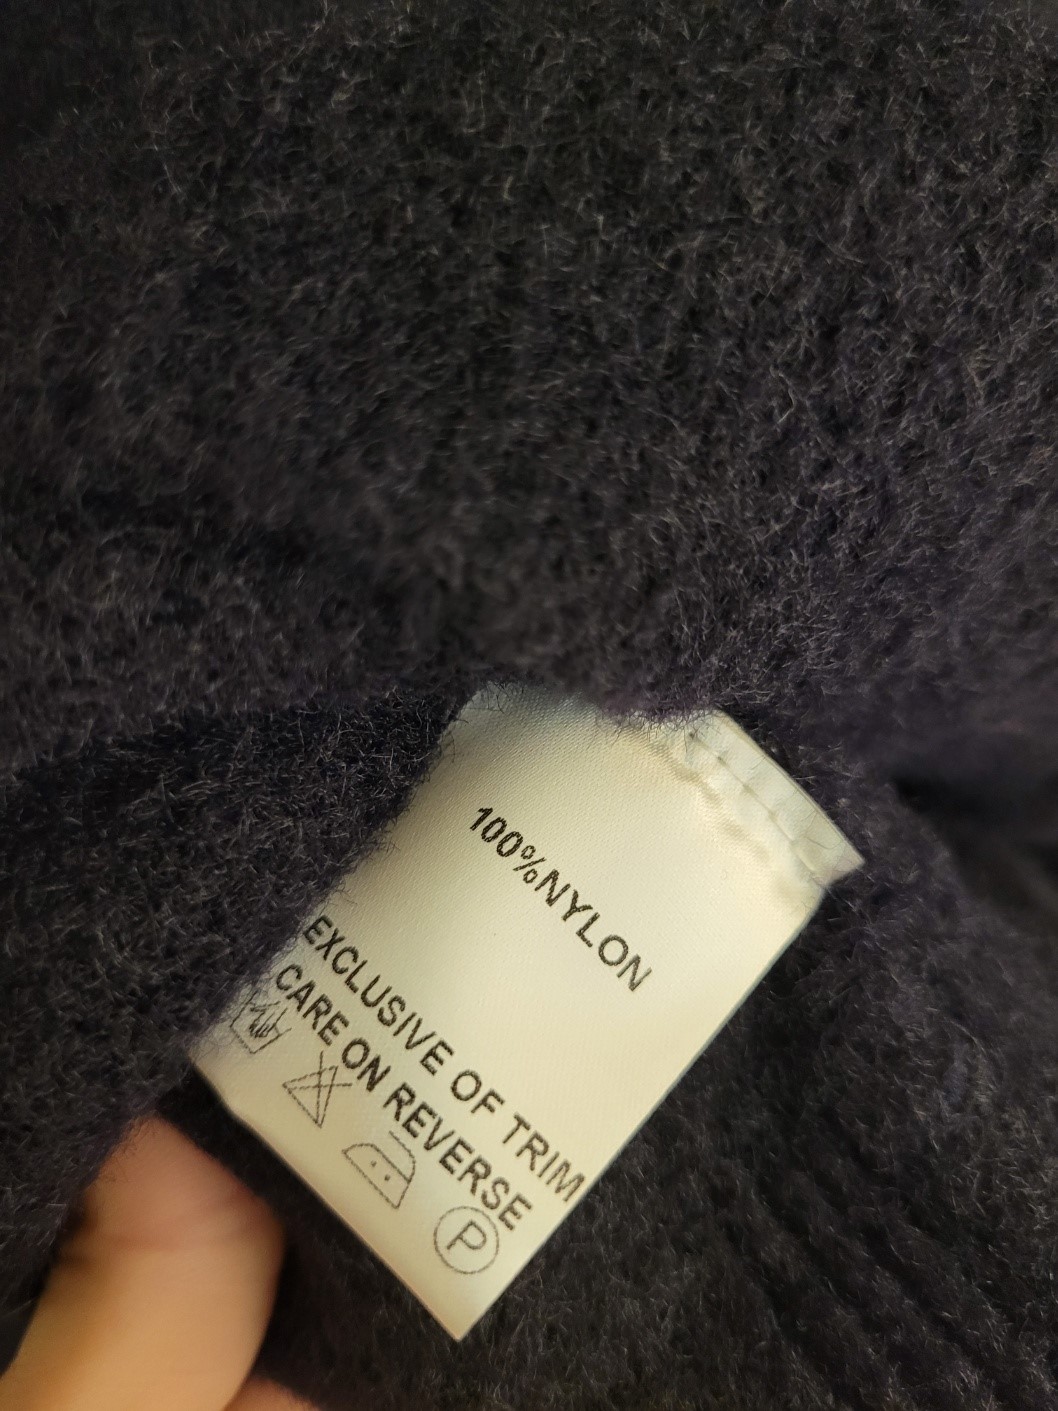 100%NYLON
EXCLUSIVE OF TRIM
CARE ON REVERSE
P